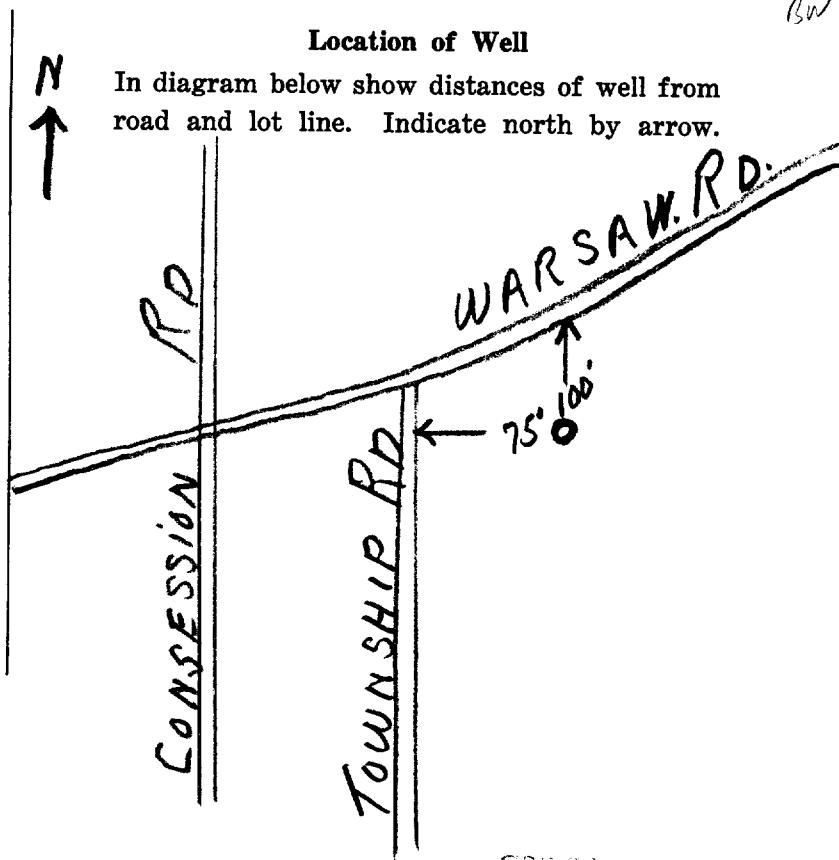 BW
Location of Well
N
In diagram below show distances of well from
road and lot line. Indicate north by arrow.
WARSAW. RD.
CONSESSION RD
TOWNSHIP RD
75' 100'